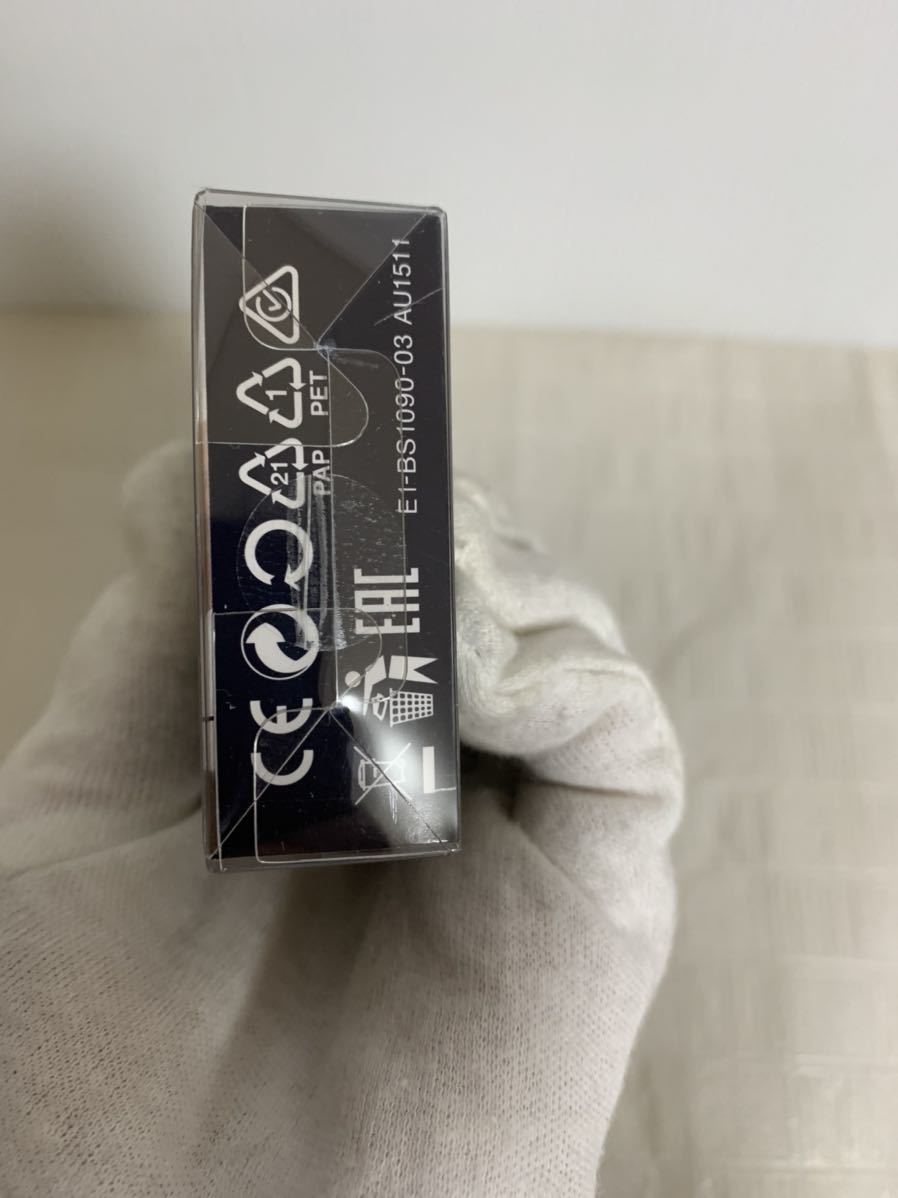 CE
21
PAP
1
PET
EAC
E1-BS1090-03 AU1511